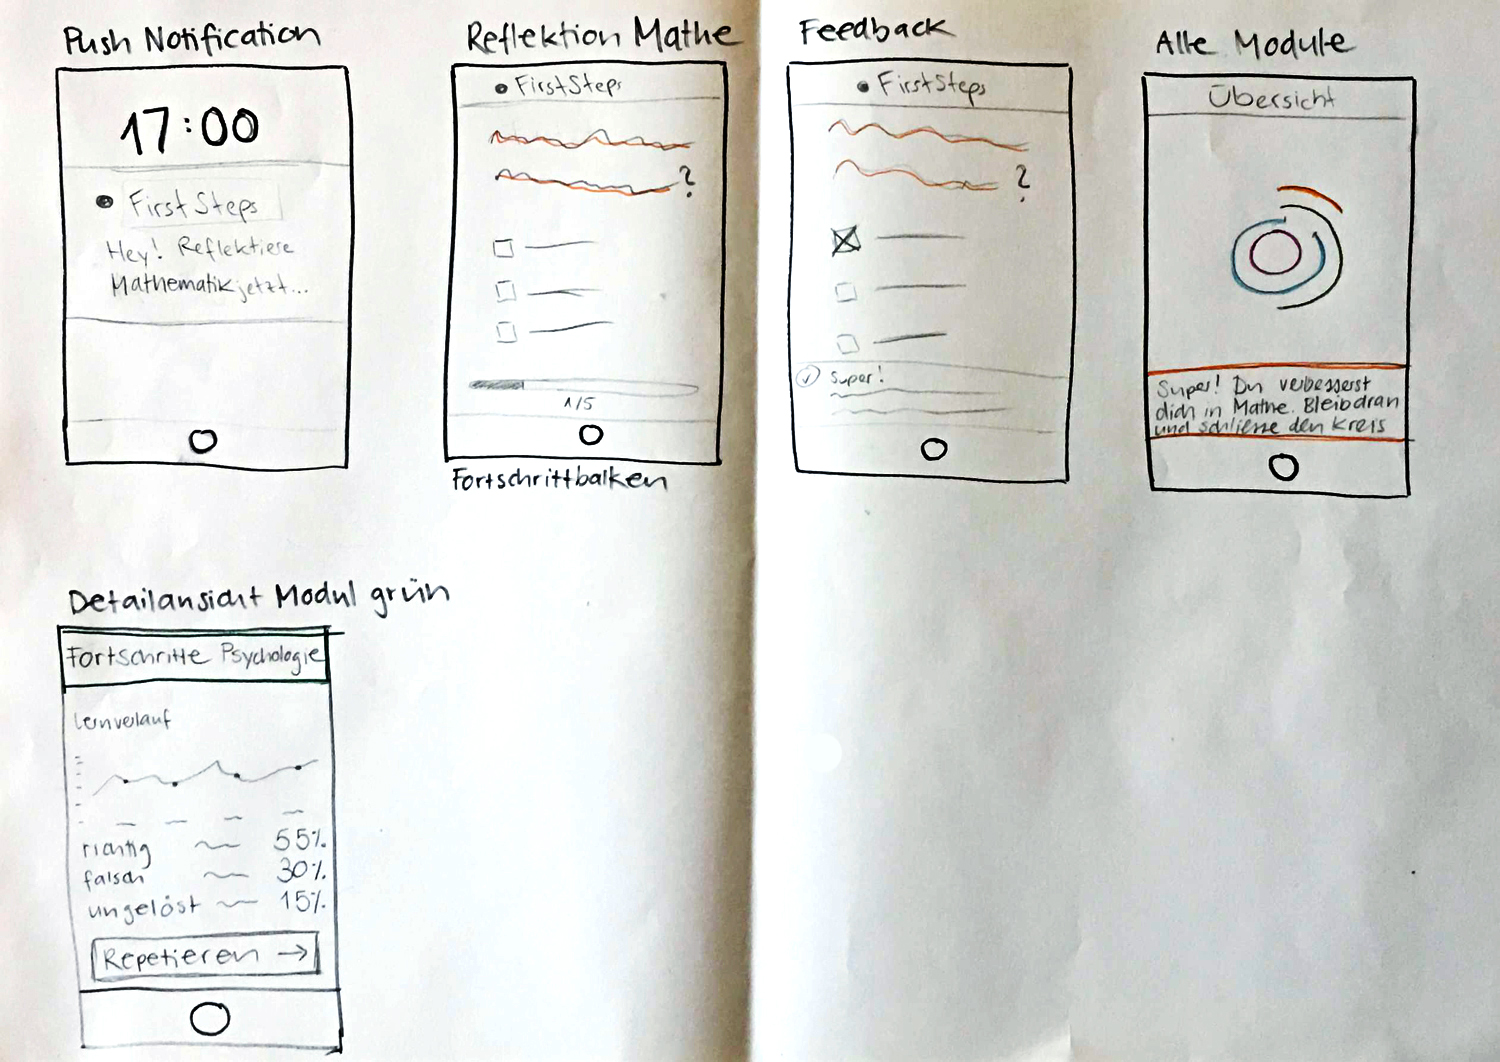 Push Notification
17:00
First Steps
Hey! Reflektiere
Mathematik jetzt...
Reflektion Mathe
First Steps
?
1/5
Fortschrittbalken
Feedback
First Steps
?
Super!
Alle Module
Übersicht
Super! Du verbesserst
dich in Mathe. Bleib dran
und schliesse den Kreis
Detailansicht Modul grün
Fortschritte Psychologie
Lernverlauf
richtig 55%
falsch 30%
ungelöst 15%
Repetieren →